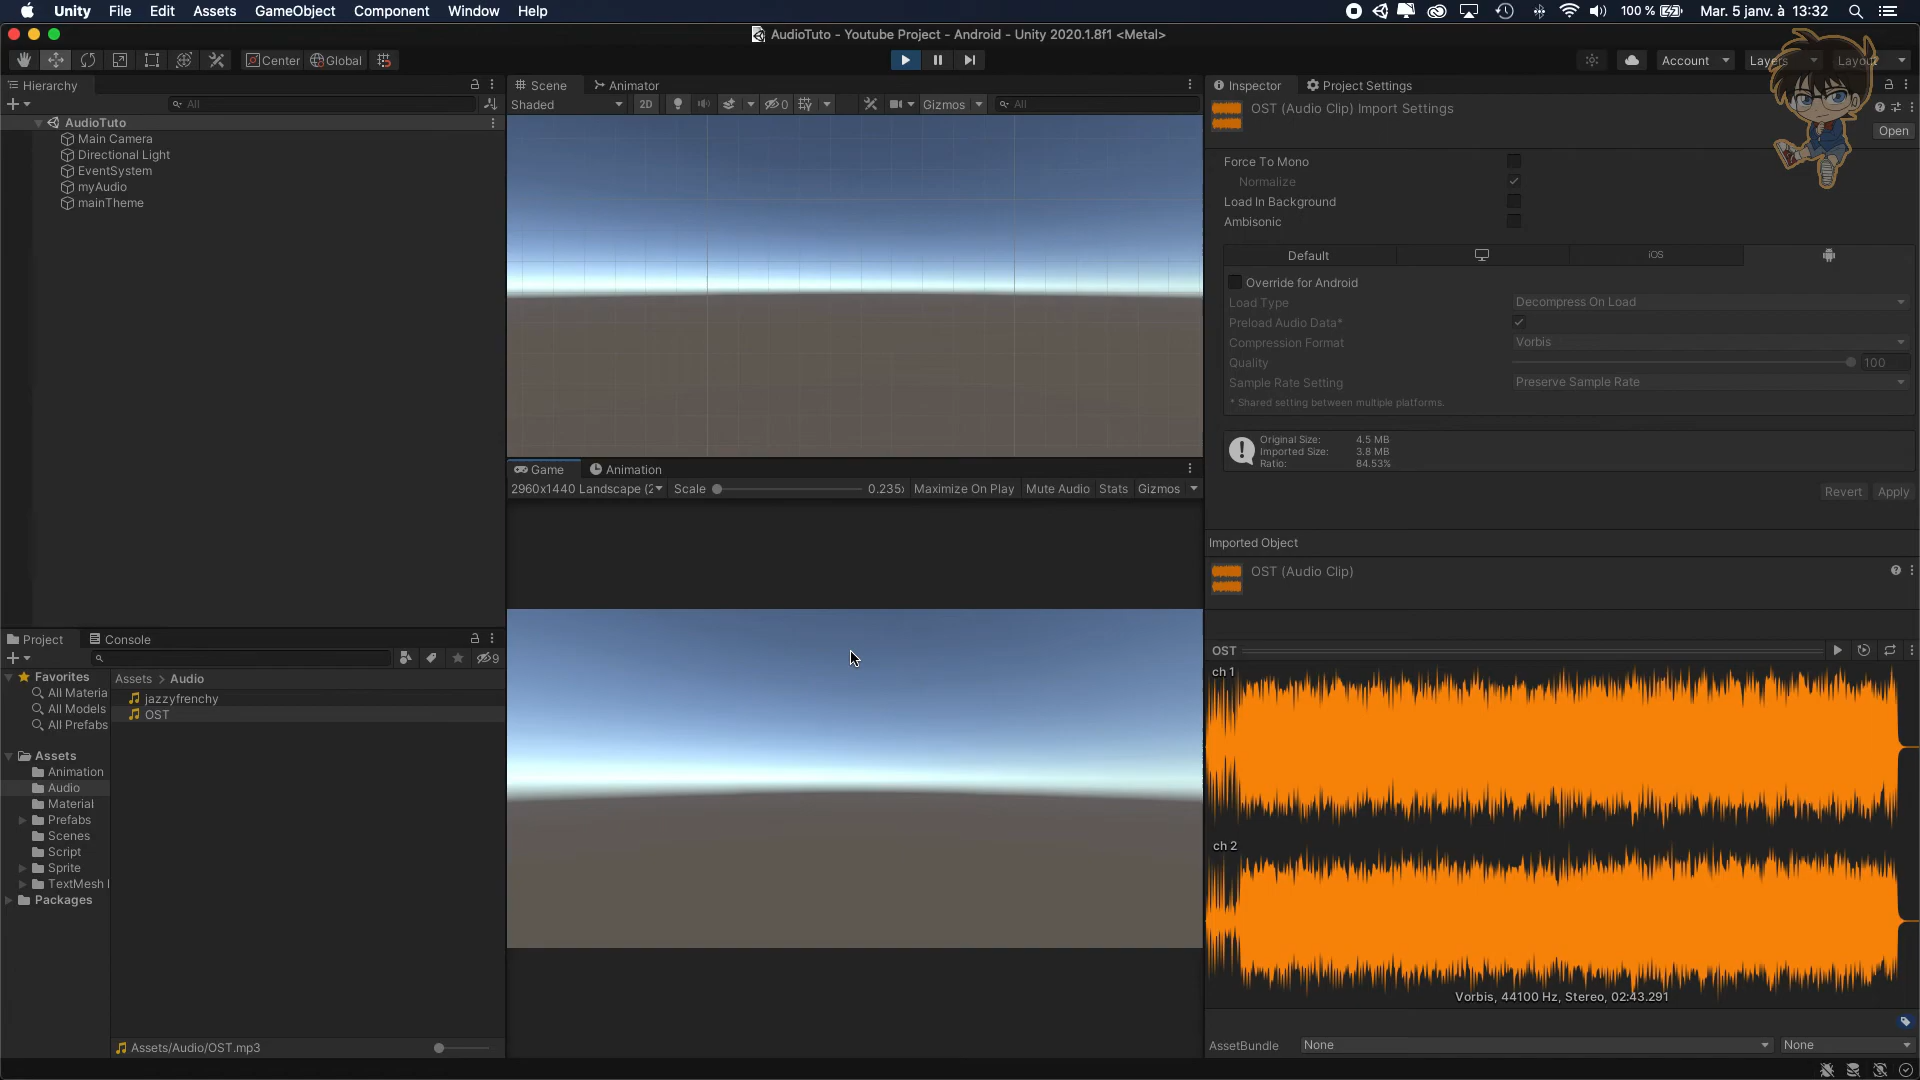 Unity File Edit Assets GameObject Component Window Help
100 % Mar. 5 janv. à 13:32
AudioTuto - Youtube Project - Android - Unity 2020.1.8f1 <Metal>
Center Global
Account Layers
Hierarchy
All
AudioTuto
Main Camera
Directional Light
EventSystem
myAudio
mainTheme
Scene Animator
Shaded 2D 0 Gizmos All
Game Animation
2960x1440 Landscape (2 Scale 0.235 Maximize On Play Mute Audio Stats Gizmos
Inspector Project Settings
OST (Audio Clip) Import Settings
Open
Force To Mono
Normalize
Load In Background
Ambisonic
Default iOS
Override for Android
Load Type Decompress On Load
Preload Audio Data*
Compression Format Vorbis
Quality 100
Sample Rate Setting Preserve Sample Rate
* Shared setting between multiple platforms.
Original Size: 4.5 MB
Imported Size: 3.8 MB
Ratio: 84.53%
Revert Apply
Imported Object
OST (Audio Clip)
OST
ch 1
ch 2
Vorbis, 44100 Hz, Stereo, 02:43.291
AssetBundle None None
Project Console
9
Favorites
All Materia
All Models
All Prefabs
Assets
Animation
Audio
Material
Prefabs
Scenes
Script
Sprite
TextMesh
Packages
Assets > Audio
jazzyfrenchy
OST
Assets/Audio/OST.mp3